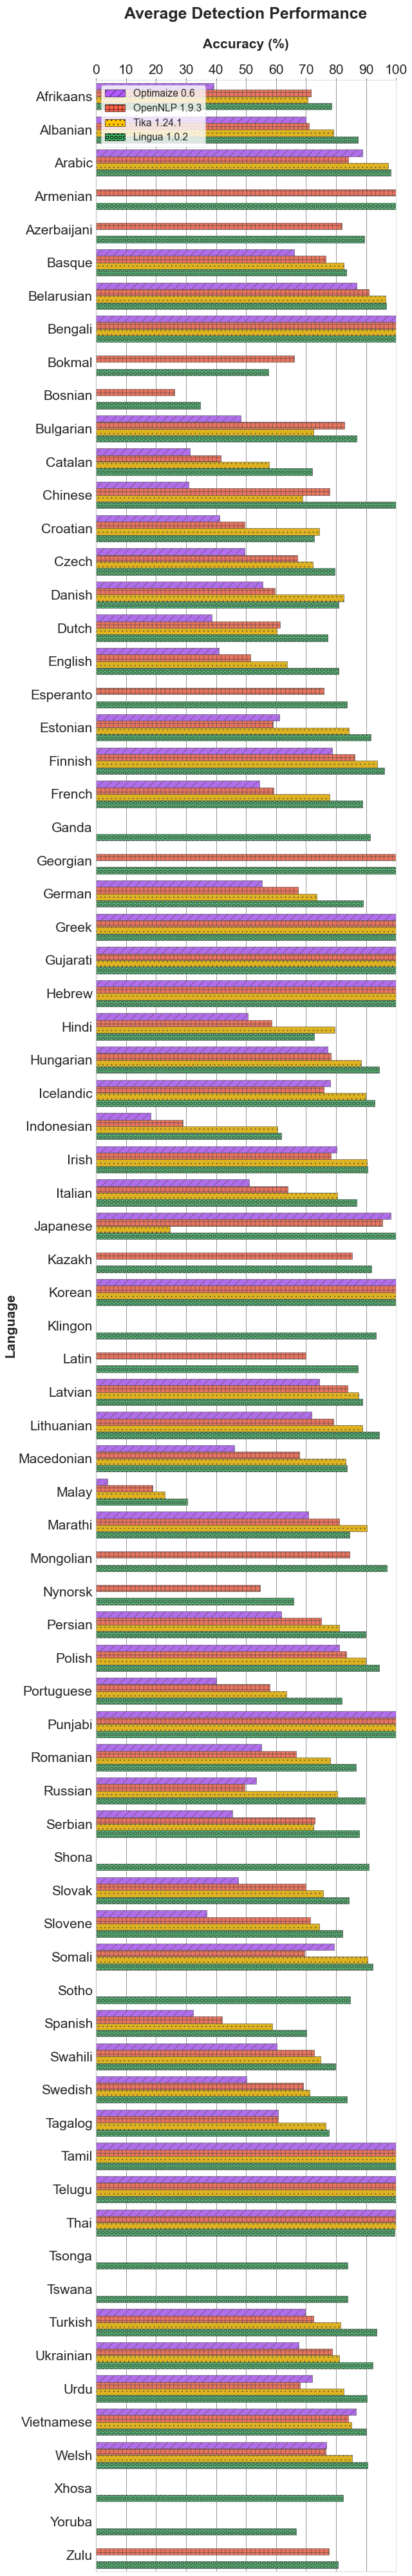 Average Detection Performance
Accuracy (%)
0 10 20 30 40 50 60 70 80 90 100
Optimaize 0.6
OpenNLP 1.9.3
Tika 1.24.1
Lingua 1.0.2
Language
Afrikaans
Albanian
Arabic
Armenian
Azerbaijani
Basque
Belarusian
Bengali
Bokmal
Bosnian
Bulgarian
Catalan
Chinese
Croatian
Czech
Danish
Dutch
English
Esperanto
Estonian
Finnish
French
Ganda
Georgian
German
Greek
Gujarati
Hebrew
Hindi
Hungarian
Icelandic
Indonesian
Irish
Italian
Japanese
Kazakh
Korean
Klingon
Latin
Latvian
Lithuanian
Macedonian
Malay
Marathi
Mongolian
Nynorsk
Persian
Polish
Portuguese
Punjabi
Romanian
Russian
Serbian
Shona
Slovak
Slovene
Somali
Sotho
Spanish
Swahili
Swedish
Tagalog
Tamil
Telugu
Thai
Tsonga
Tswana
Turkish
Ukrainian
Urdu
Vietnamese
Welsh
Xhosa
Yoruba
Zulu